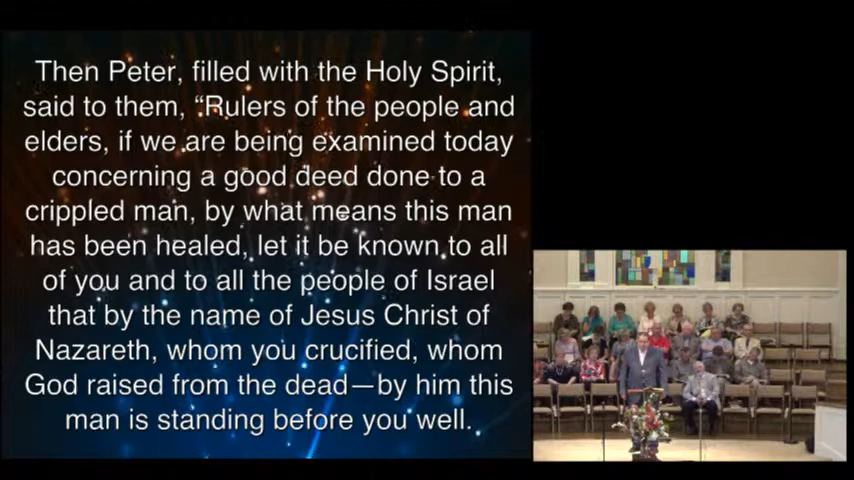 Then Peter, filled with the Holy Spirit,
said to them, “Rulers of the people and
elders, if we are being examined today
concerning a good deed done to a
crippled man, by what means this man
has been healed, let it be known to all
of you and to all the people of Israel
that by the name of Jesus Christ of
Nazareth, whom you crucified, whom
God raised from the dead—by him this
man is standing before you well.